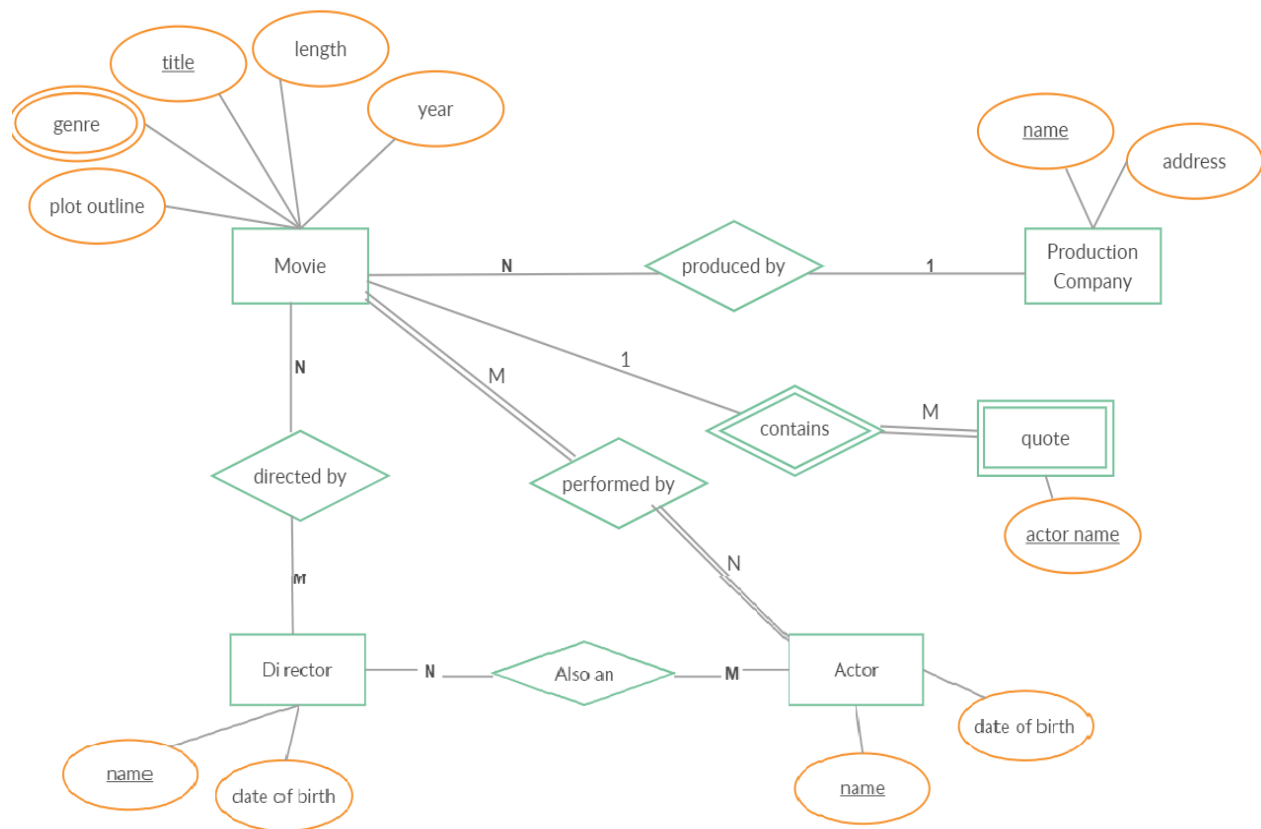 length
title
year
genre
name
address
plot outline
Movie
N
produced by
1
Production
Company
N
M
1
contains
M
quote
directed by
performed by
actor name
M
N
Director
N
Also an
M
Actor
name
date of birth
name
date of birth